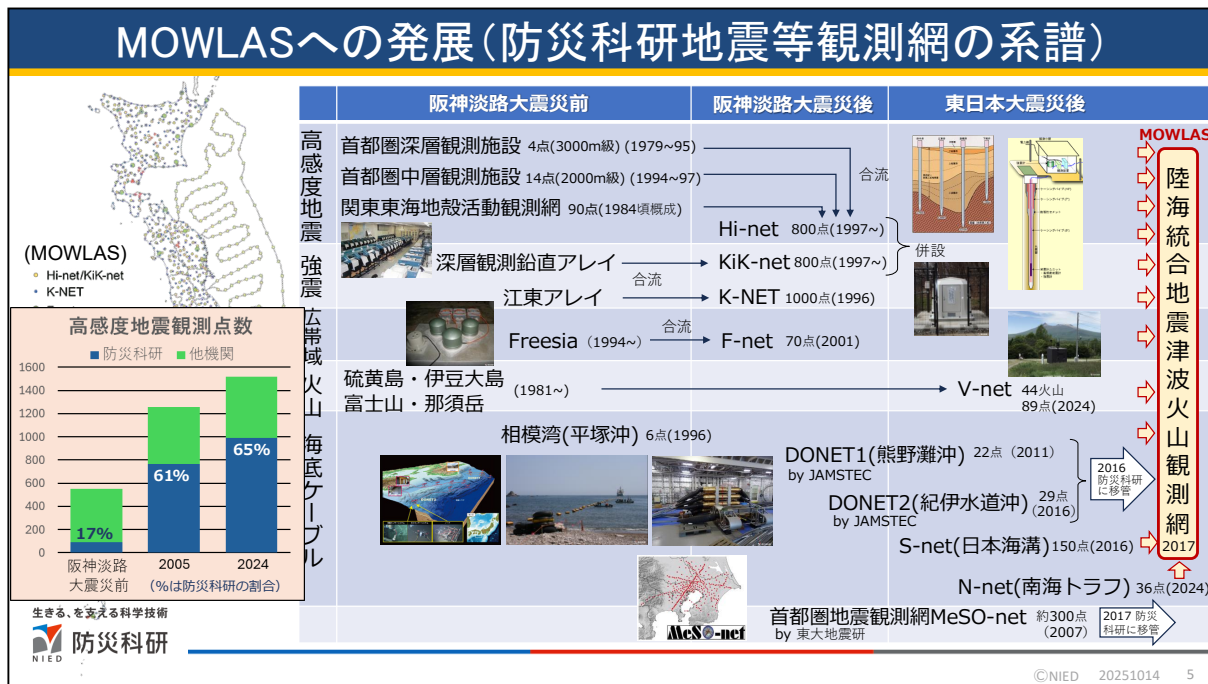 MOWLASへの発展(防災科研地震等観測網の系譜)
阪神淡路大震災前
阪神淡路大震災後
東日本大震災後
高感度地震
首都圏深層観測施設 4点(3000m級) (1979~95)
首都圏中層観測施設 14点(2000m級) (1994~97)
関東東海地殻活動観測網 90点(1984頃概成)
合流
Hi-net 800点(1997~)
併設
強震
深層観測鉛直アレイ
合流
KiK-net 800点(1997~)
江東アレイ
K-NET 1000点(1996)
広帯域
Freesia (1994~)
合流
F-net 70点(2001)
火山
硫黄島・伊豆大島
富士山・那須岳
(1981~)
V-net 44火山
89点(2024)
海底ケーブル
相模湾(平塚沖) 6点(1996)
DONET1(熊野灘沖) 22点 (2011)
by JAMSTEC
DONET2(紀伊水道沖) 29点
(2016)
by JAMSTEC
2016
防災科研
に移管
S-net(日本海溝) 150点(2016)
N-net(南海トラフ) 36点(2024)
首都圏地震観測網MeSO-net 約300点
(2007)
by 東大地震研
2017 防災
科研に移管
MeSO-net
MOWLAS
陸海統合地震津波火山観測網
2017
(MOWLAS)
Hi-net/KiK-net
K-NET
高感度地震観測点数
防災科研 他機関
1600
1400
1200
1000
800
600
400
200
0
17%
61%
65%
阪神淡路
大震災前
2005
2024
(%は防災科研の割合)
生きる、を支える科学技術
防災科研
NIED
©NIED 20251014 5